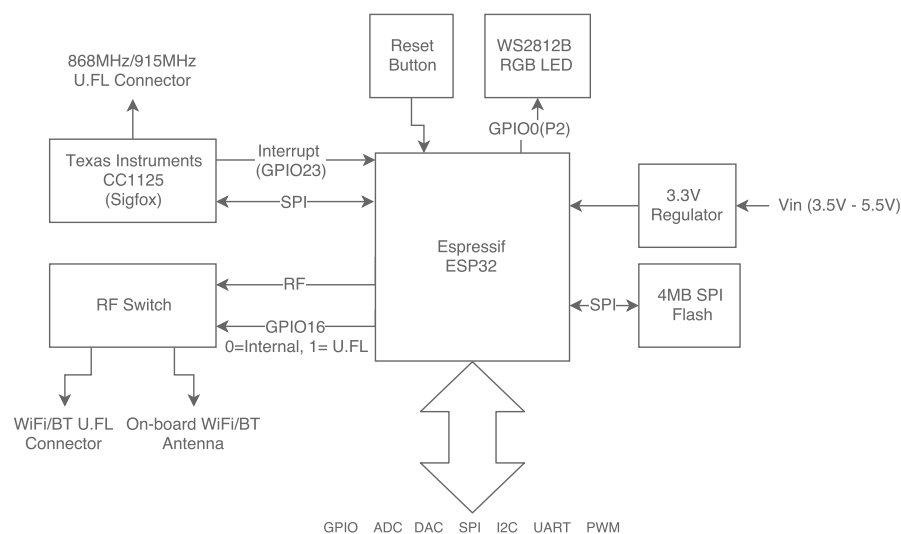 868MHz/915MHz
U.FL Connector
Reset
Button
WS2812B
RGB LED
GPIO0(P2)
Texas Instruments
CC1125
(Sigfox)
Interrupt
(GPIO23)
SPI
Espressif
ESP32
3.3V
Regulator
Vin (3.5V - 5.5V)
RF Switch
RF
GPIO16
0=Internal, 1= U.FL
SPI
4MB SPI
Flash
WiFi/BT U.FL
Connector
On-board WiFi/BT
Antenna
GPIO ADC DAC SPI I2C UART PWM